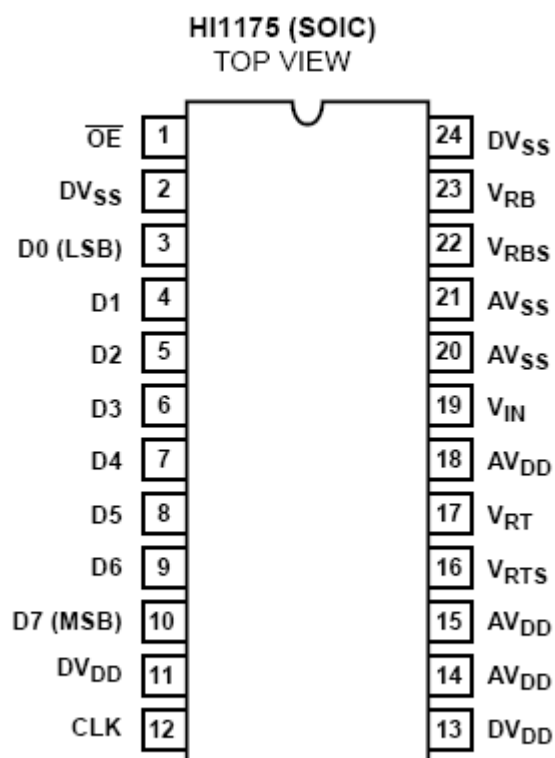 HI1175 (SOIC)
TOP VIEW
OE 1 24 DVSS
DVSS 2 23 VRB
D0 (LSB) 3 22 VRBS
D1 4 21 AVSS
D2 5 20 AVSS
D3 6 19 VIN
D4 7 18 AVDD
D5 8 17 VRT
D6 9 16 VRTS
D7 (MSB) 10 15 AVDD
DVDD 11 14 AVDD
CLK 12 13 DVDD